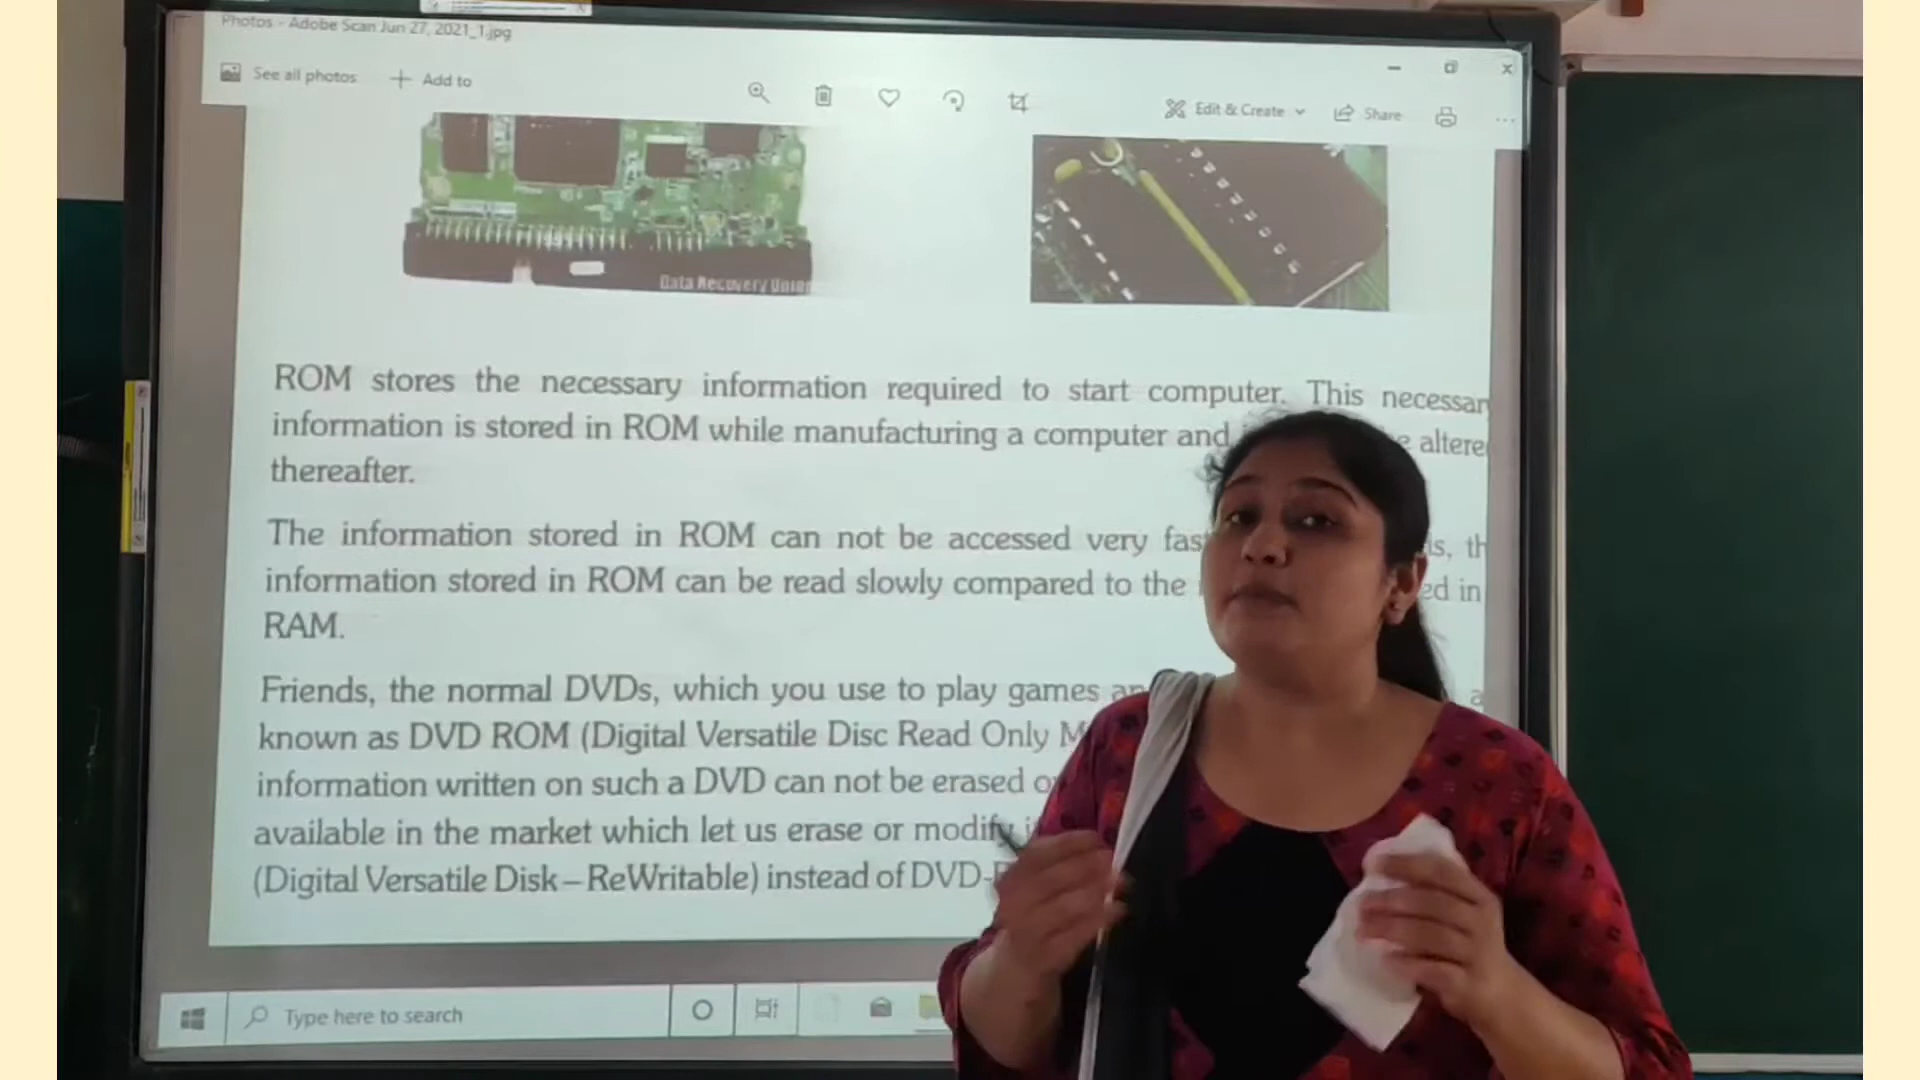 Photos - Adobe Scan Jun 27, 2021_1.jpg
See all photos
Add to
Edit & Create
Share
Data Recovery
ROM stores the necessary information required to start computer. This
information is stored in ROM while manufacturing a computer and
thereafter.
The information stored in ROM can not be accessed very
information stored in ROM can be read slowly compared to the ed in
RAM.
Friends, the normal DVDs, which you use to play games
known as DVD ROM (Digital Versatile Disc Read Only
information written on such a DVD can not be erased
available in the market which let us erase or modify
(Digital Versatile Disk – ReWritable) instead of DVD-
Type here to search